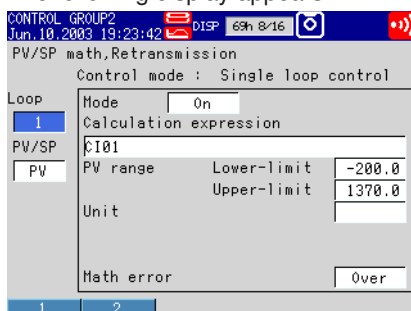 CONTROL GROUP2 DISP 69h 8/16
Jun.10.2003 19:23:42
PV/SP math,Retransmission
Control mode : Single loop control
Loop Mode On
1 Calculation expression
PV/SP CI01
PV PV range Lower-limit -200.0
Upper-limit 1370.0
Unit
Math error Over
1 2